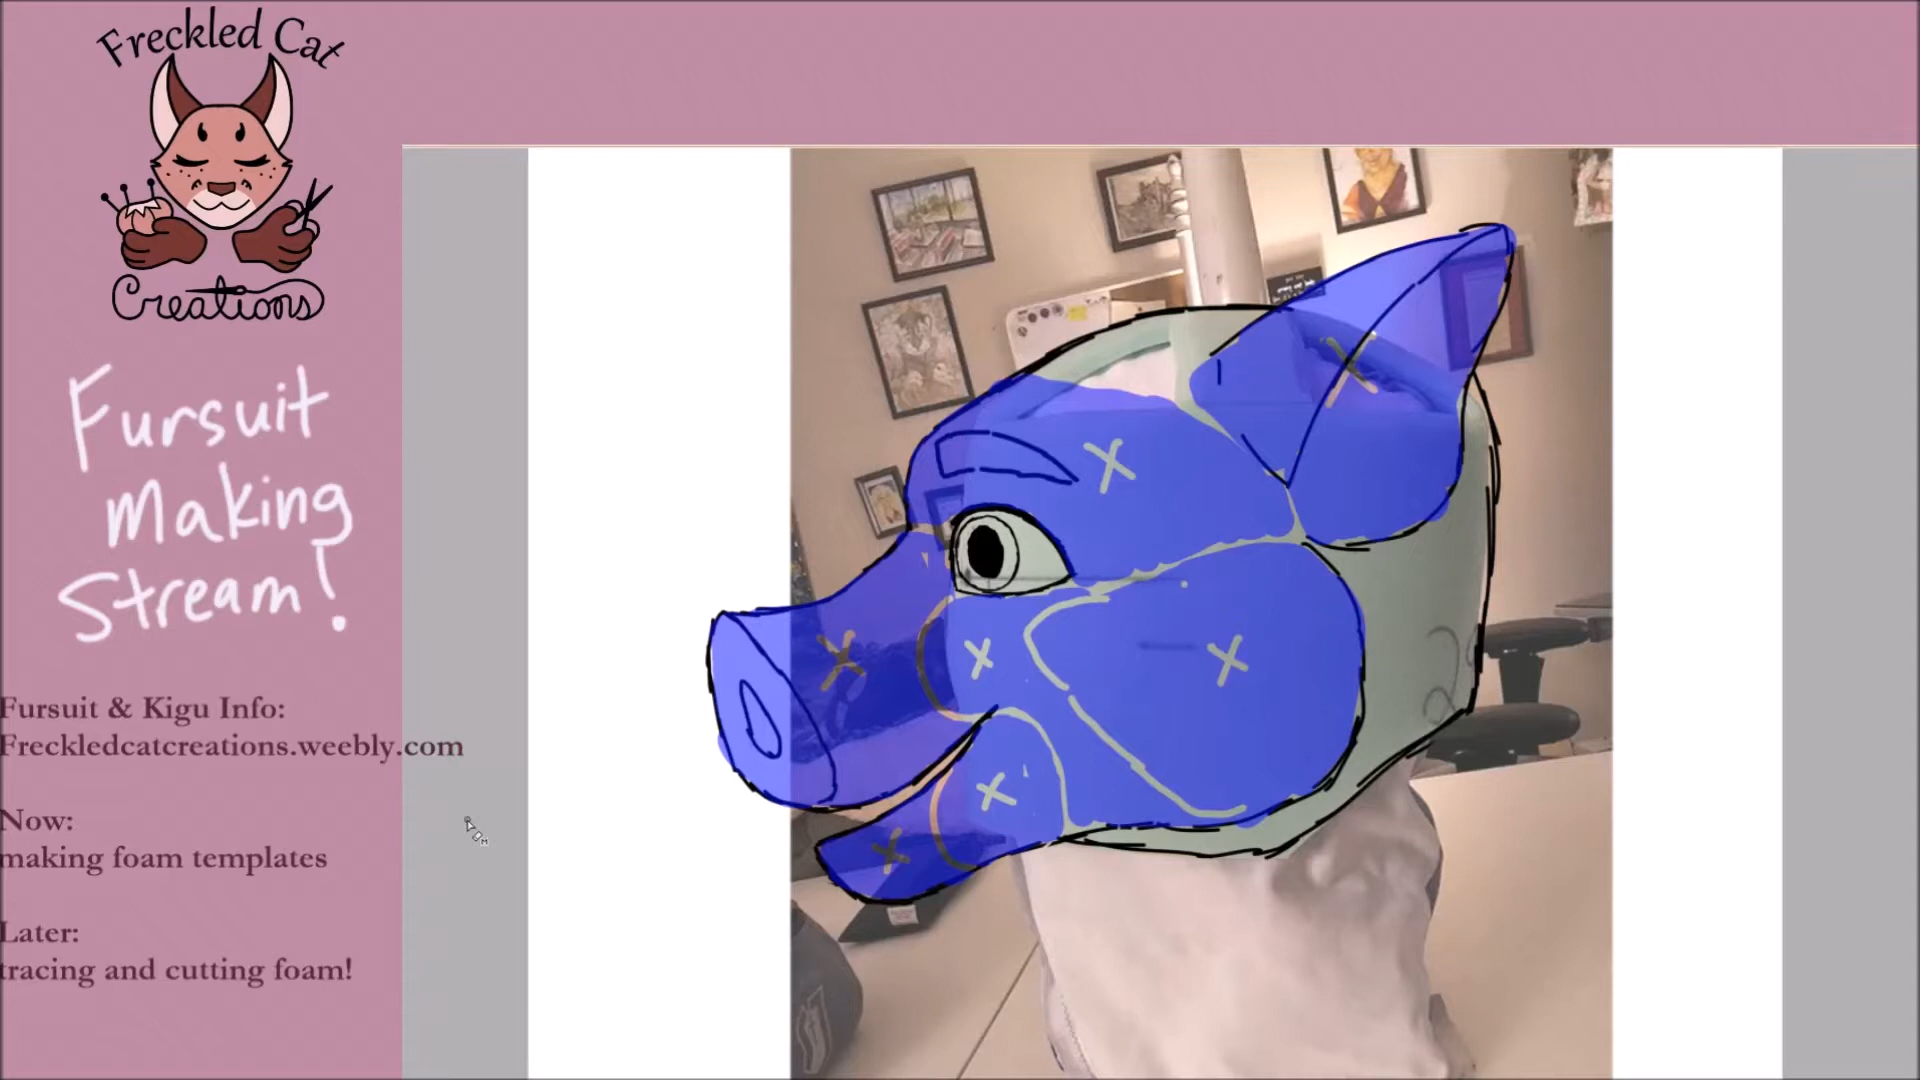 Freckled Cat
Creations
Fursuit
Making
Stream!
Fursuit & Kigu Info:
Freckledcatcreations.weebly.com
Now:
making foam templates
Later:
tracing and cutting foam!